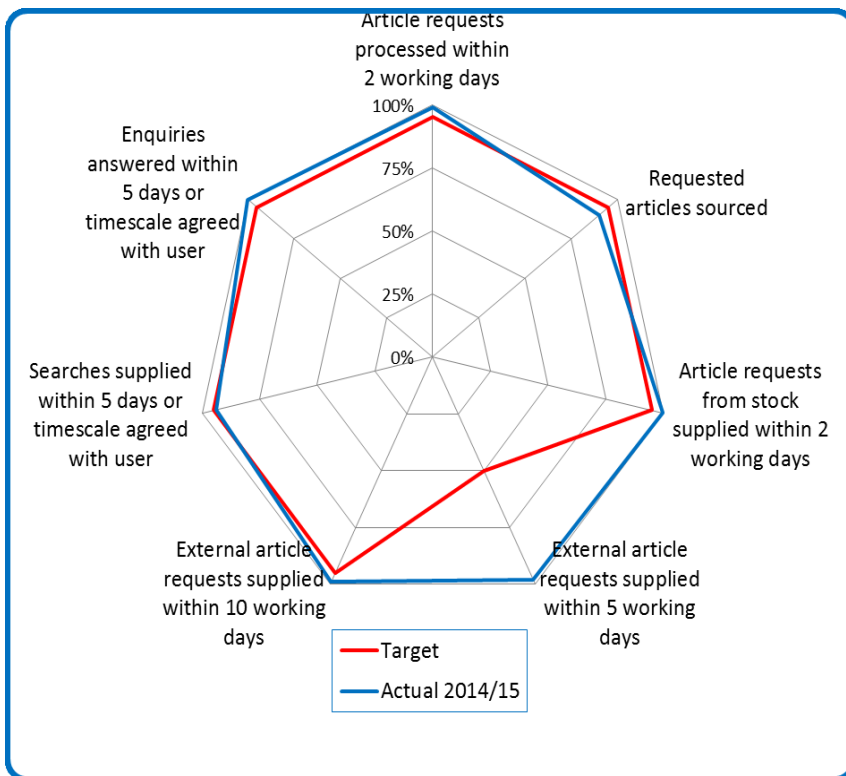 Article requests
processed within
2 working days
100%
75%
50%
25%
0%
Requested
articles sourced
Article requests
from stock
supplied within 2
working days
External article
requests supplied
within 5 working
days
External article
requests supplied
within 10 working
days
Searches supplied
within 5 days or
timescale agreed
with user
Enquiries
answered within
5 days or
timescale agreed
with user
Target
Actual 2014/15